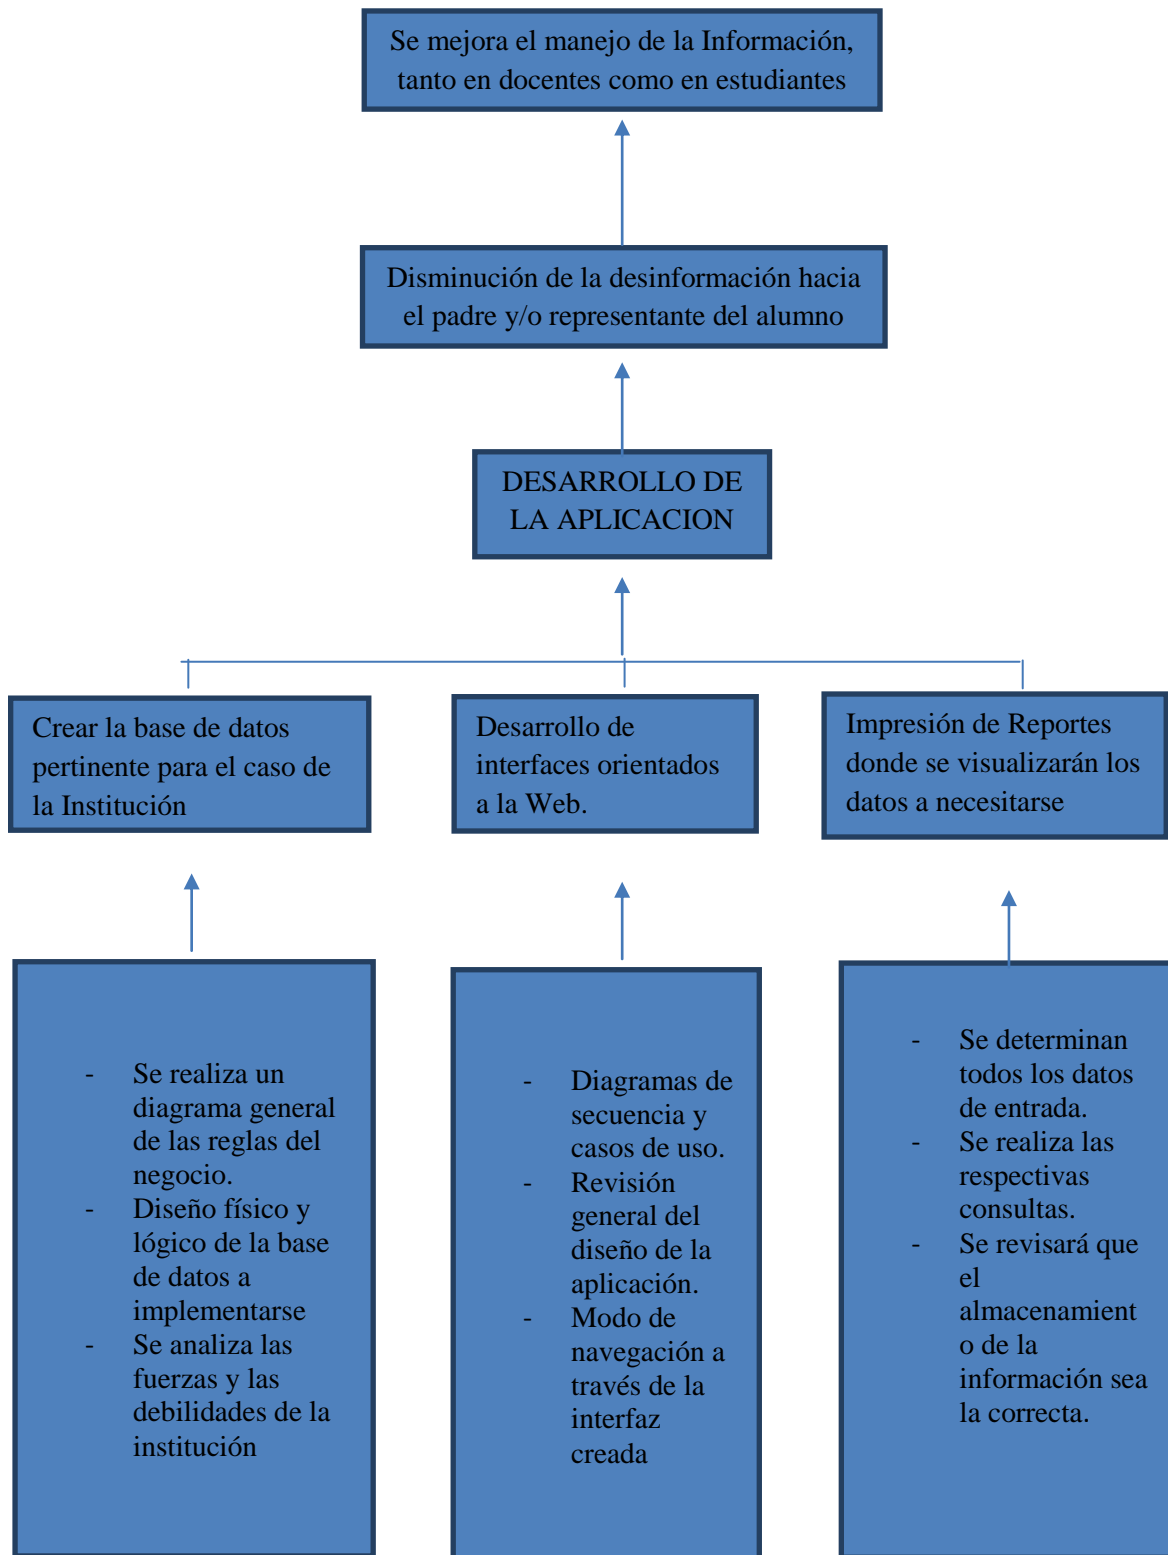 Se mejora el manejo de la Información,
tanto en docentes como en estudiantes
Disminución de la desinformación hacia
el padre y/o representante del alumno
DESARROLLO DE
LA APLICACION
Crear la base de datos
pertinente para el caso de
la Institución
Desarrollo de
interfaces orientados
a la Web.
Impresión de Reportes
donde se visualizarán los
datos a necesitarse
- Se realiza un
diagrama general
de las reglas del
negocio.
- Diseño físico y
lógico de la base
de datos a
implementarse
- Se analiza las
fuerzas y las
debilidades de la
institución
- Diagramas de
secuencia y
casos de uso.
- Revisión
general del
diseño de la
aplicación.
- Modo de
navegación a
través de la
interfaz
creada
- Se determinan
todos los datos
de entrada.
- Se realiza las
respectivas
consultas.
- Se revisará que
el
almacenamient
o de la
información sea
la correcta.